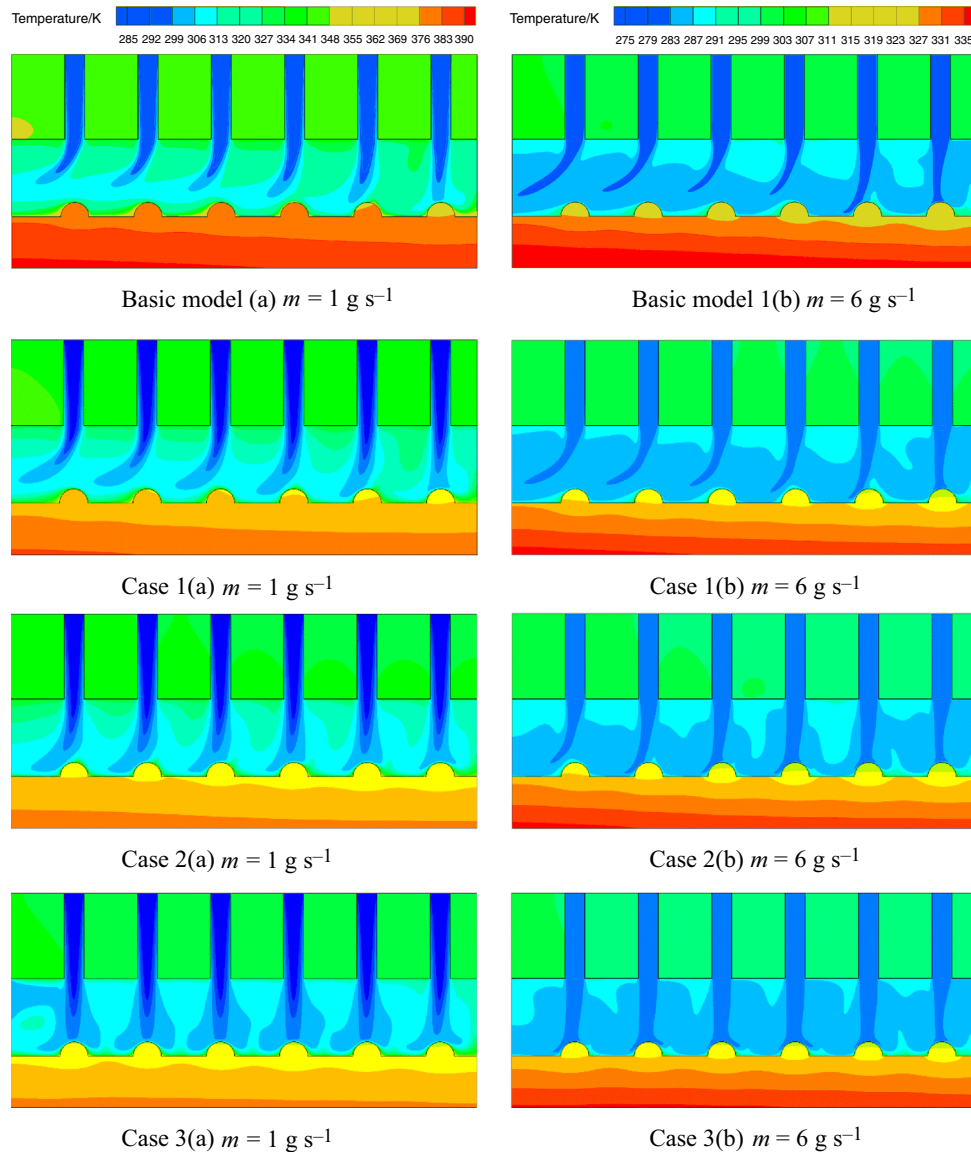 Temperature/K
285 292 299 306 313 320 327 334 341 348 355 362 369 376 383 390
Temperature/K
275 279 283 287 291 295 299 303 307 311 315 319 323 327 331 335
Basic model (a) m = 1 g s⁻¹
Basic model 1(b) m = 6 g s⁻¹
Case 1(a) m = 1 g s⁻¹
Case 1(b) m = 6 g s⁻¹
Case 2(a) m = 1 g s⁻¹
Case 2(b) m = 6 g s⁻¹
Case 3(a) m = 1 g s⁻¹
Case 3(b) m = 6 g s⁻¹